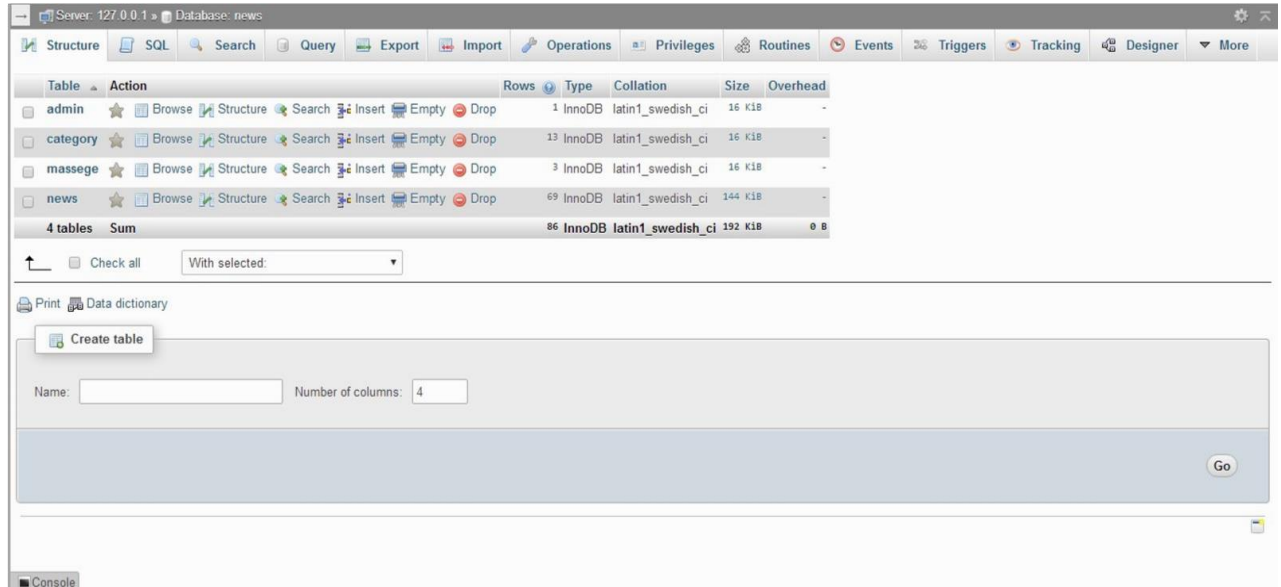 Server: 127.0.0.1 » Database: news
Structure SQL Search Query Export Import Operations Privileges Routines Events Triggers Tracking Designer More
Table Action Rows Type Collation Size Overhead
admin Browse Structure Search Insert Empty Drop 1 InnoDB latin1_swedish_ci 16 KiB -
category Browse Structure Search Insert Empty Drop 13 InnoDB latin1_swedish_ci 16 KiB -
massege Browse Structure Search Insert Empty Drop 3 InnoDB latin1_swedish_ci 16 KiB -
news Browse Structure Search Insert Empty Drop 69 InnoDB latin1_swedish_ci 144 KiB -
4 tables Sum 86 InnoDB latin1_swedish_ci 192 KiB 0 B
Check all With selected:
Print Data dictionary
Create table
Name: Number of columns: 4
Go
Console